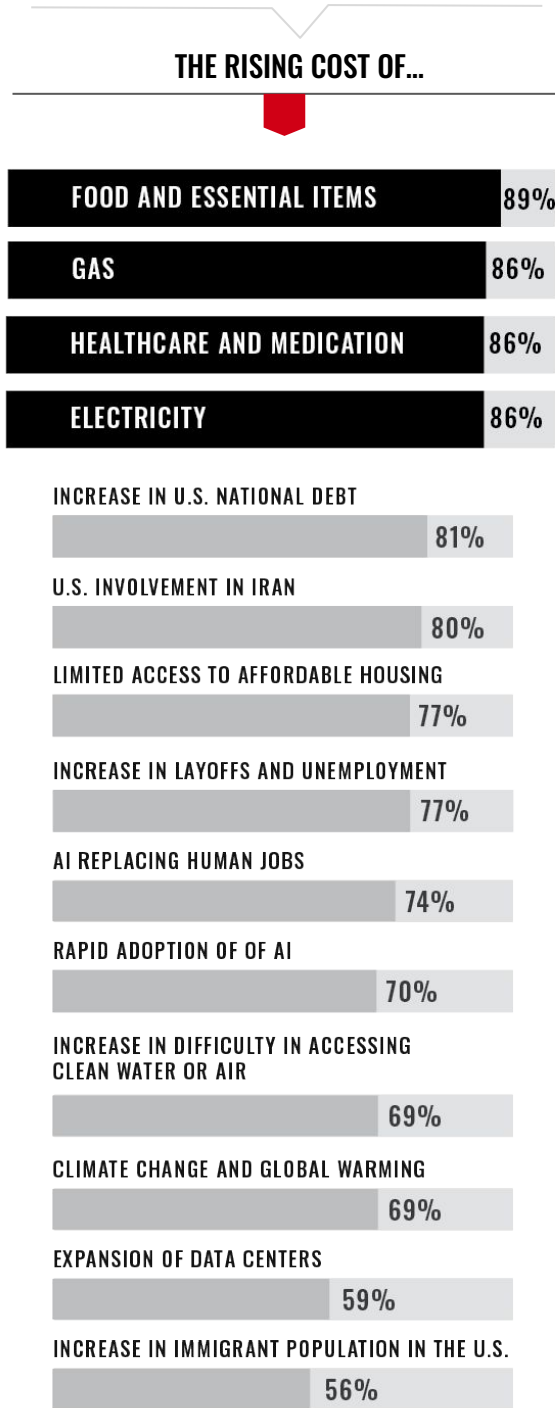 THE RISING COST OF...
FOOD AND ESSENTIAL ITEMS 89%
GAS 86%
HEALTHCARE AND MEDICATION 86%
ELECTRICITY 86%
INCREASE IN U.S. NATIONAL DEBT
81%
U.S. INVOLVEMENT IN IRAN
80%
LIMITED ACCESS TO AFFORDABLE HOUSING
77%
INCREASE IN LAYOFFS AND UNEMPLOYMENT
77%
AI REPLACING HUMAN JOBS
74%
RAPID ADOPTION OF OF AI
70%
INCREASE IN DIFFICULTY IN ACCESSING
CLEAN WATER OR AIR
69%
CLIMATE CHANGE AND GLOBAL WARMING
69%
EXPANSION OF DATA CENTERS
59%
INCREASE IN IMMIGRANT POPULATION IN THE U.S.
56%